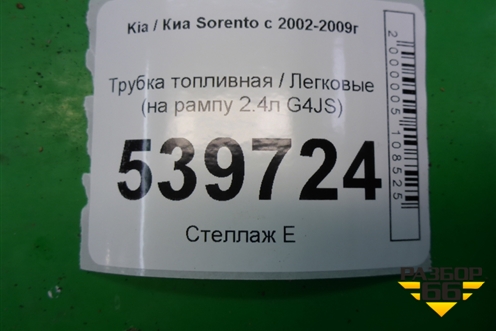 Kia / Киа Sorento с 2002-2009г
Трубка топливная / Легковые
(на рампу 2.4л G4JS)
539724
Стеллаж Е
2000005108525
РАЗБОР
66